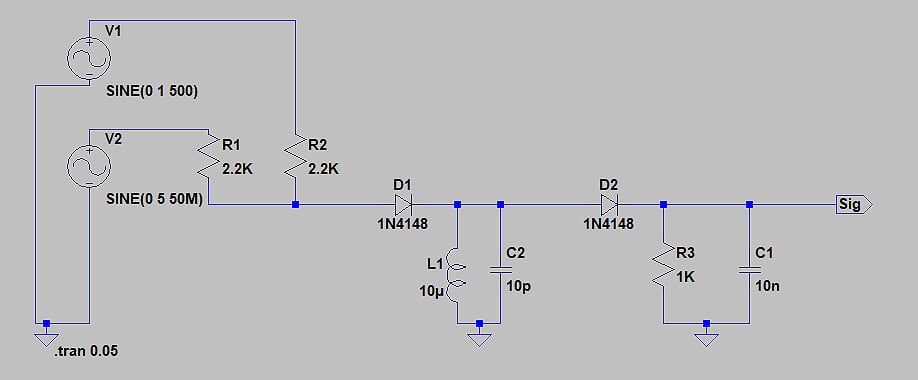 V1
SINE(0 1 500)
V2
SINE(0 5 50M)
R1
2.2K
R2
2.2K
D1
1N4148
L1
10µ
C2
10p
D2
1N4148
R3
1K
C1
10n
Sig
.tran 0.05